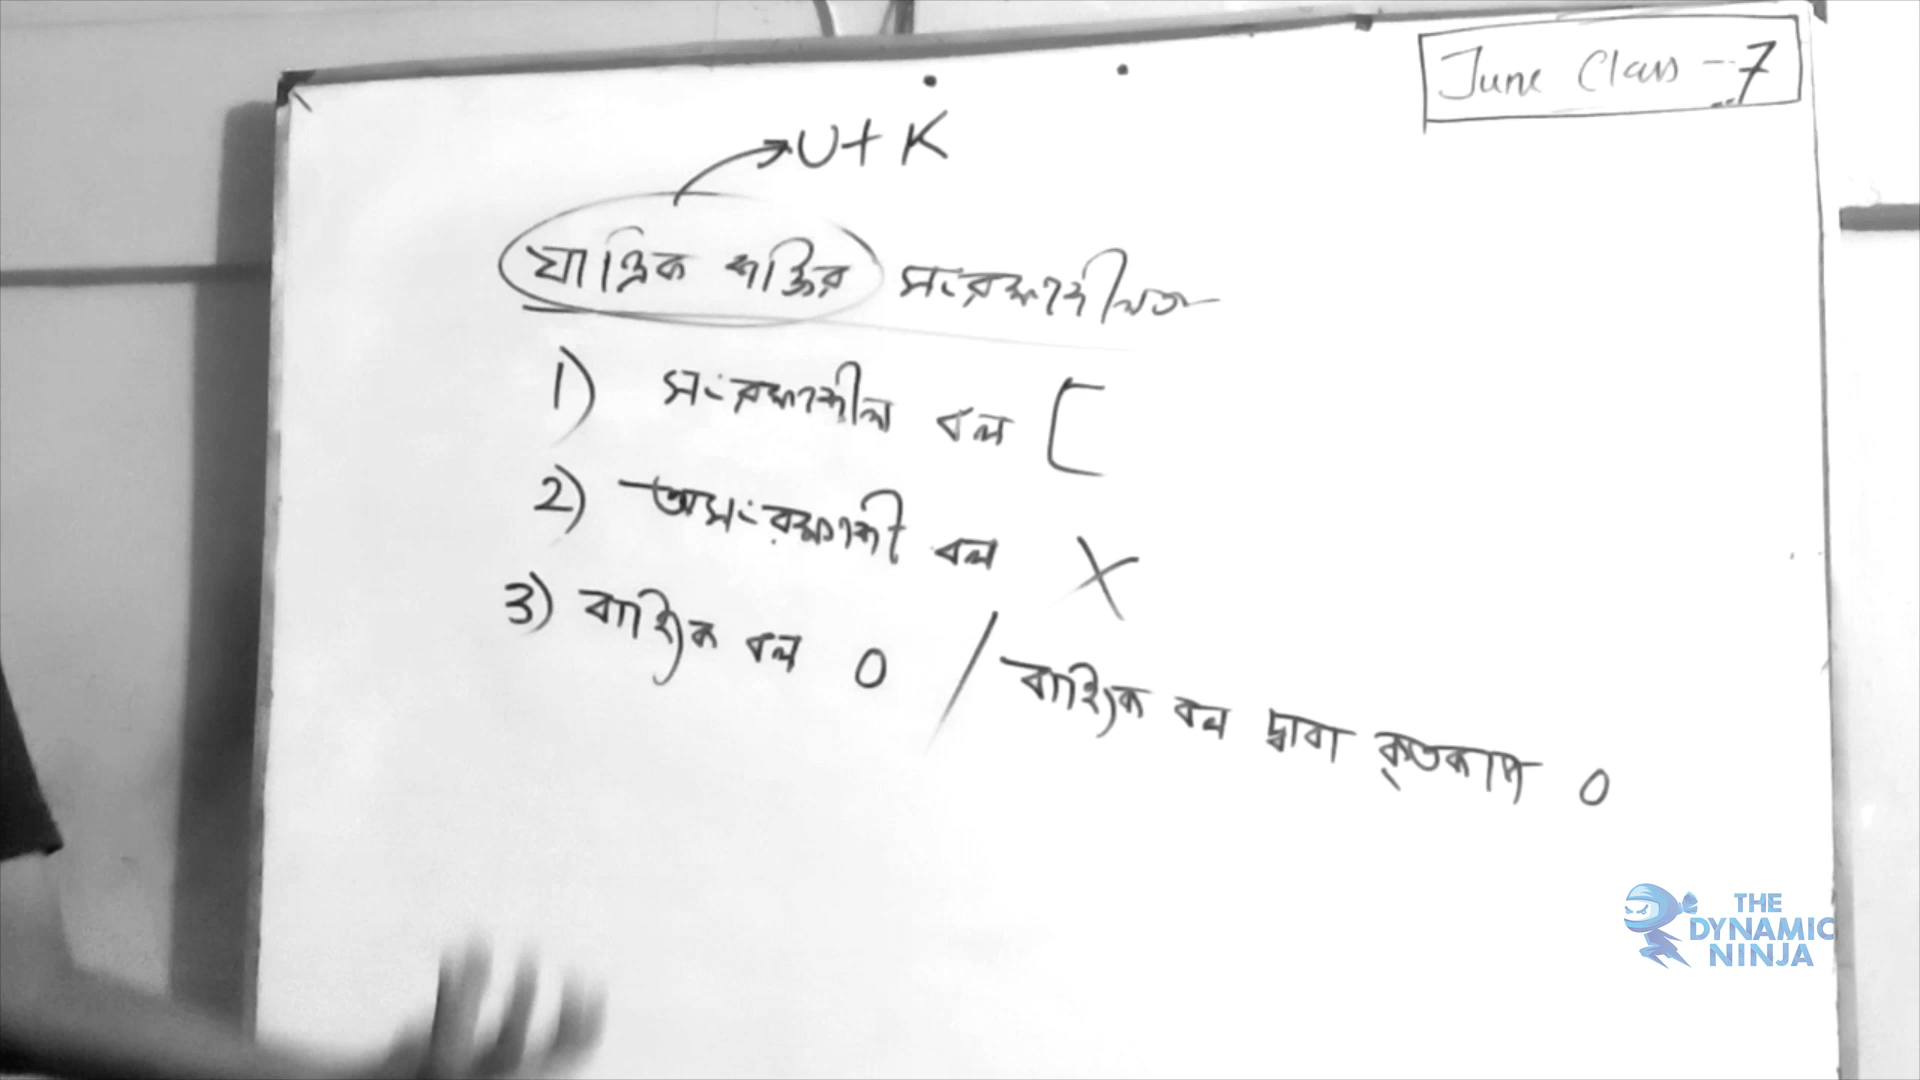 June Class - 7
U + K
যান্ত্রিক শক্তির সংরক্ষণশীলতা
1) সংরক্ষণশীল বল [
2) অসংরক্ষণশী বল X
3) বাহ্যিক বল 0 / বাহ্যিক বল দ্বারা কৃতকাজ 0
THE
DYNAMIC
NINJA